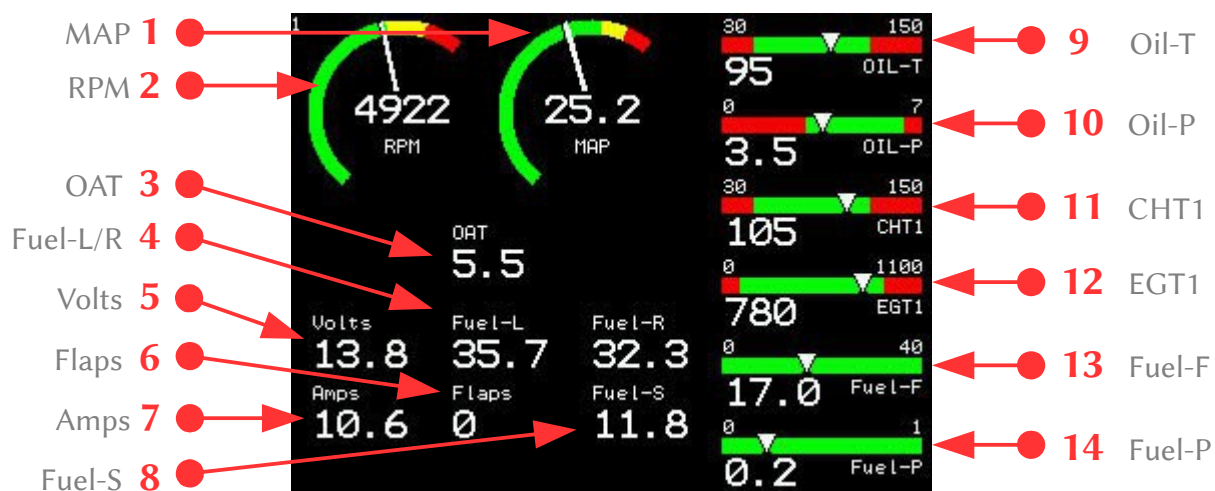 MAP 1
RPM 2
OAT 3
Fuel-L/R 4
Volts 5
Flaps 6
Amps 7
Fuel-S 8
1
4922
RPM
25.2
MAP
OAT
5.5
Volts Fuel-L Fuel-R
13.8 35.7 32.3
Amps Flaps Fuel-S
10.6 0 11.8
30 150
95 OIL-T
0 7
3.5 OIL-P
30 150
105 CHT1
0 1100
780 EGT1
0 40
17.0 Fuel-F
0 1
0.2 Fuel-P
9 Oil-T
10 Oil-P
11 CHT1
12 EGT1
13 Fuel-F
14 Fuel-P